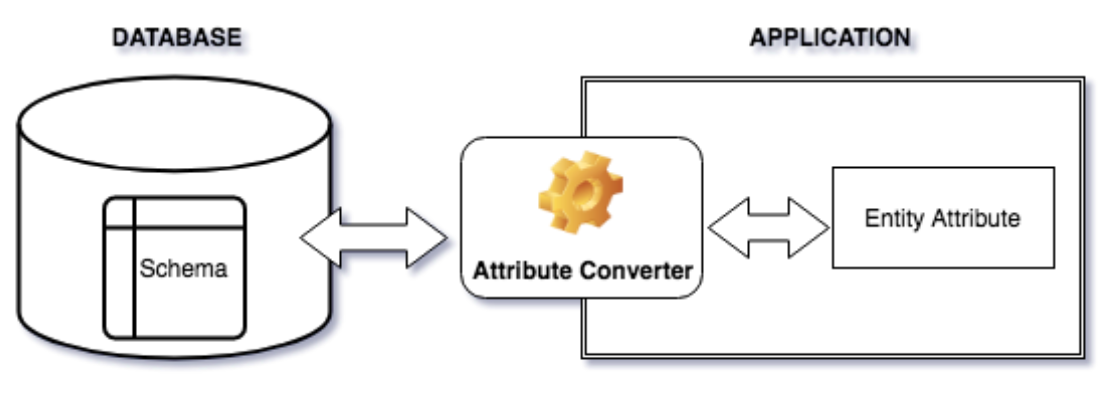 DATABASE
APPLICATION
Schema
Attribute Converter
Entity Attribute